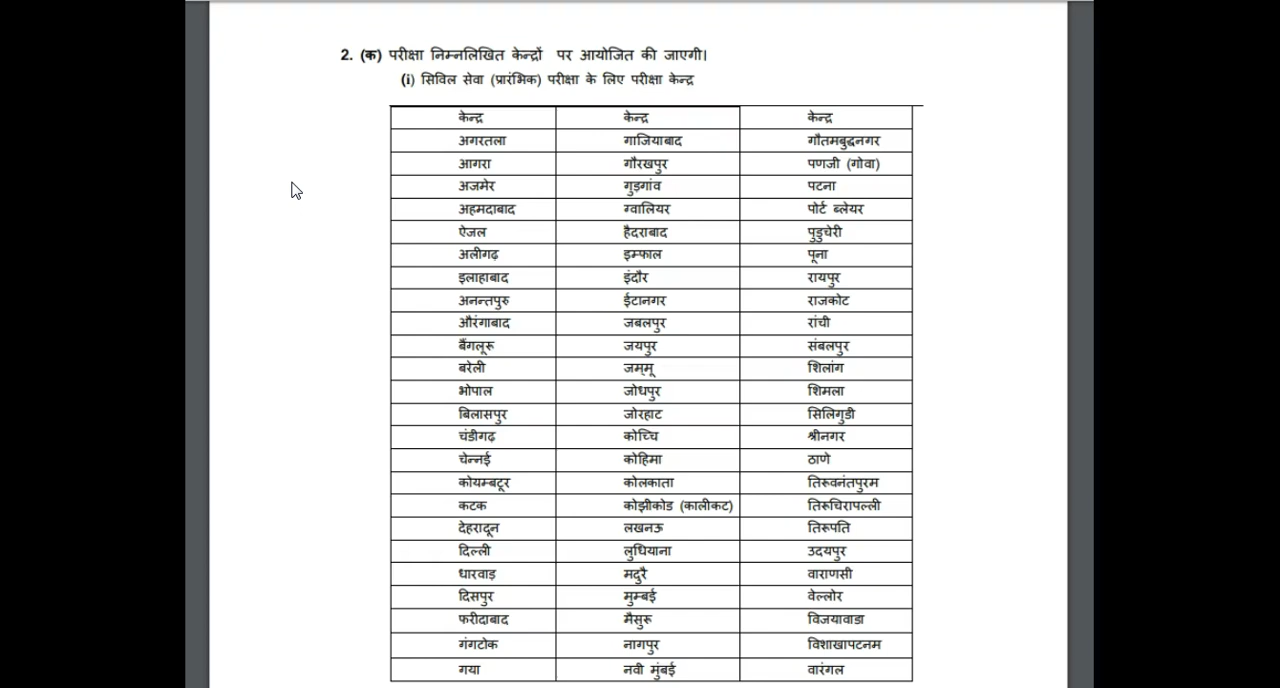 2. (क) परीक्षा निम्नलिखित केन्द्रों पर आयोजित की जाएगी।
(i) सिविल सेवा (प्रारंभिक) परीक्षा के लिए परीक्षा केन्द्र
केन्द्र केन्द्र केन्द्र
अगरतला गाजियाबाद गौतमबुद्धनगर
आगरा गौरखपुर पणजी (गोवा)
अजमेर गुड़गांव पटना
अहमदाबाद ग्वालियर पोर्ट ब्लेयर
ऐजल हैदराबाद पुडुचेरी
अलीगढ़ इम्फाल पूना
इलाहाबाद इंदौर रायपुर
अनन्तपुरु ईटानगर राजकोट
औरंगाबाद जबलपुर रांची
बैंगलूरू जयपुर संबलपुर
बरेली जम्मू शिलांग
भोपाल जोधपुर शिमला
बिलासपुर जोरहाट सिलिगुडी
चंडीगढ़ कोच्चि श्रीनगर
चेन्नई कोहिमा ठाणे
कोयम्बटूर कोलकाता तिरूवनंतपुरम
कटक कोझीकोड (कालीकट) तिरूचिरापल्ली
देहरादून लखनऊ तिरूपति
दिल्ली लुधियाना उदयपुर
धारवाड़ मदुरै वाराणसी
दिसपुर मुम्बई वेल्लोर
फरीदाबाद मैसुरू विजयावाडा
गंगटोक नागपुर विशाखापटनम
गया नवी मुंबई वारंगल